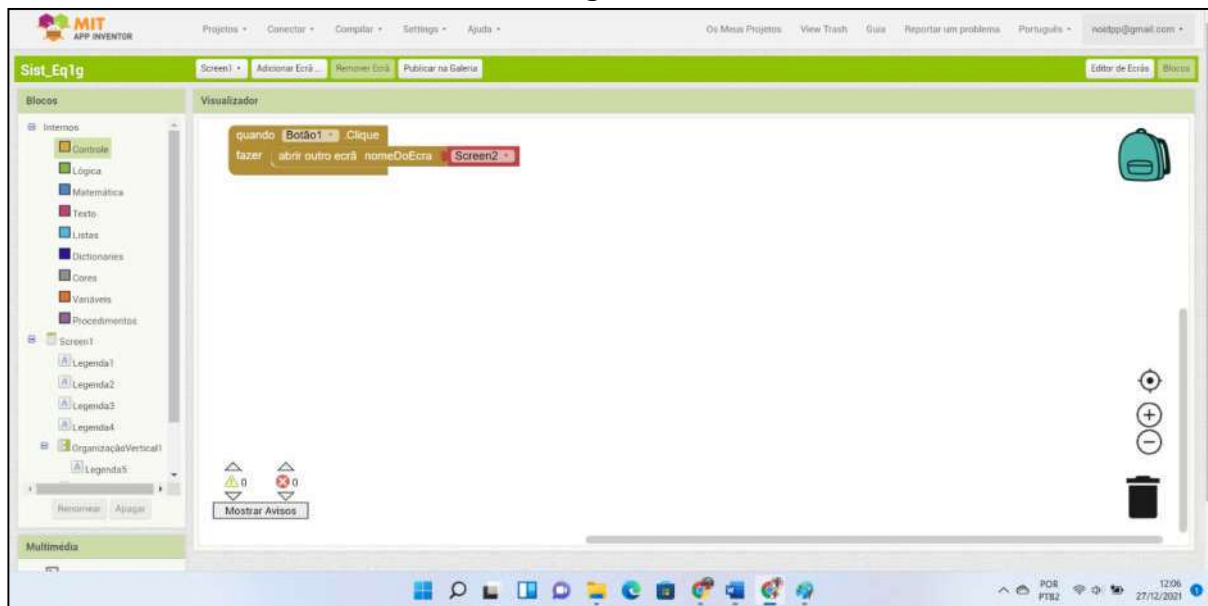 MIT
APP INVENTOR
Projetos Conectar Compilar Settings Ajuda
Os Meus Projetos View Trash Guia Reportar um problema Português noidpp@gmail.com
Sist_Eq1g
Screen1 Adicionar Ecrã ... Remover Ecrã Publicar na Galeria
Editor de Ecrãs Blocos
Blocos
Visualizador
Internos
Controle
Lógica
Matemática
Texto
Listas
Dictionaries
Cores
Variáveis
Procedimentos
Screen1
Legenda1
Legenda2
Legenda3
Legenda4
OrganizaçãoVertical1
Legenda5
Renomear Apagar
Multimédia
quando Botão1 .Clique
fazer abrir outro ecrã nomeDoEcra Screen2
0 0
Mostrar Avisos
POR
PTB2
12:06
27/12/2021